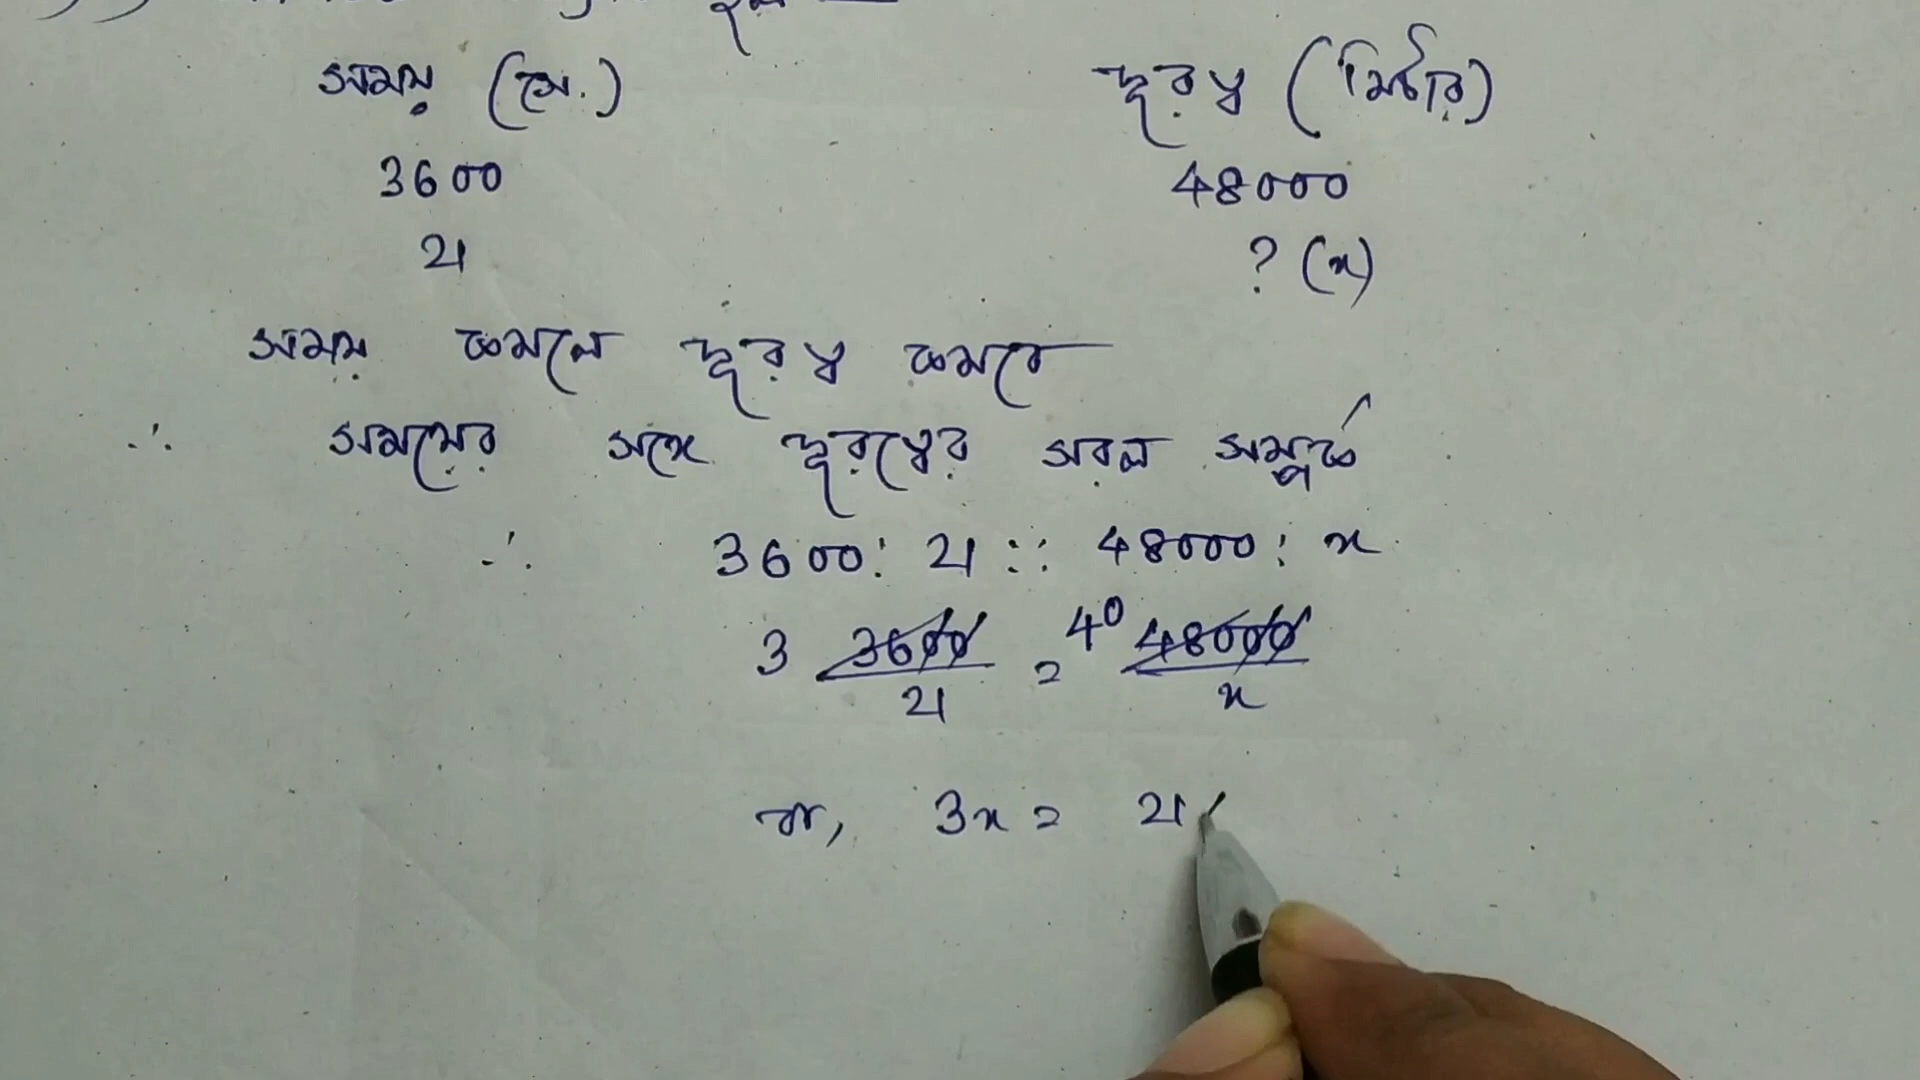 সময় (সে.) দূরত্ব (মিটার)
3600 48000
21 ? (x)
সময় কমলে দূরত্ব কমবে
∴ সময়ের সঙ্গে দূরত্বের সরল সম্পর্ক
∴ 3600 : 21 :: 48000 : x
3 3600/21 = 40 48000/x
বা, 3x = 21